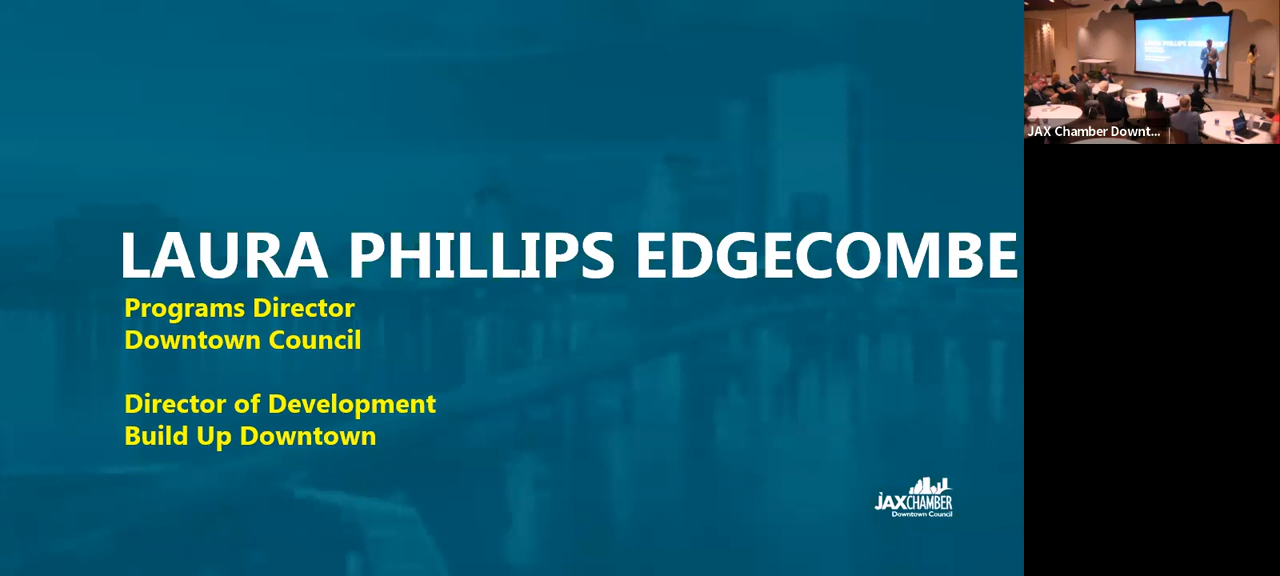 LAURA PHILLIPS EDGECOMBE
Programs Director
Downtown Council
Director of Development
Build Up Downtown
JAXCHAMBER
Downtown Council
JAX Chamber Downt...